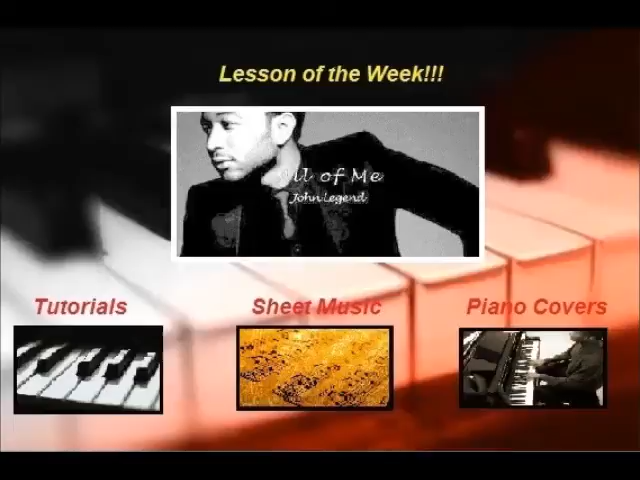 Lesson of the Week!!!
All of Me
John Legend
Tutorials
Sheet Music
Piano Covers